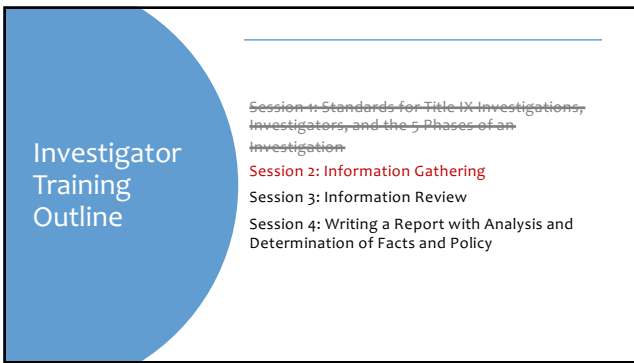 Investigator
Training
Outline
Session 1: Standards for Title IX Investigations,
Investigators, and the 5 Phases of an
Investigation
Session 2: Information Gathering
Session 3: Information Review
Session 4: Writing a Report with Analysis and
Determination of Facts and Policy